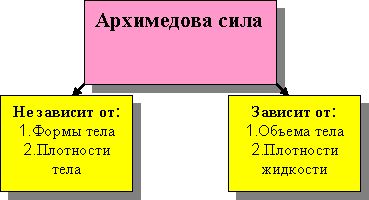 Архимедова сила
Не зависит от:
1.Формы тела
2.Плотности
тела
Зависит от:
1.Объема тела
2.Плотности
жидкости